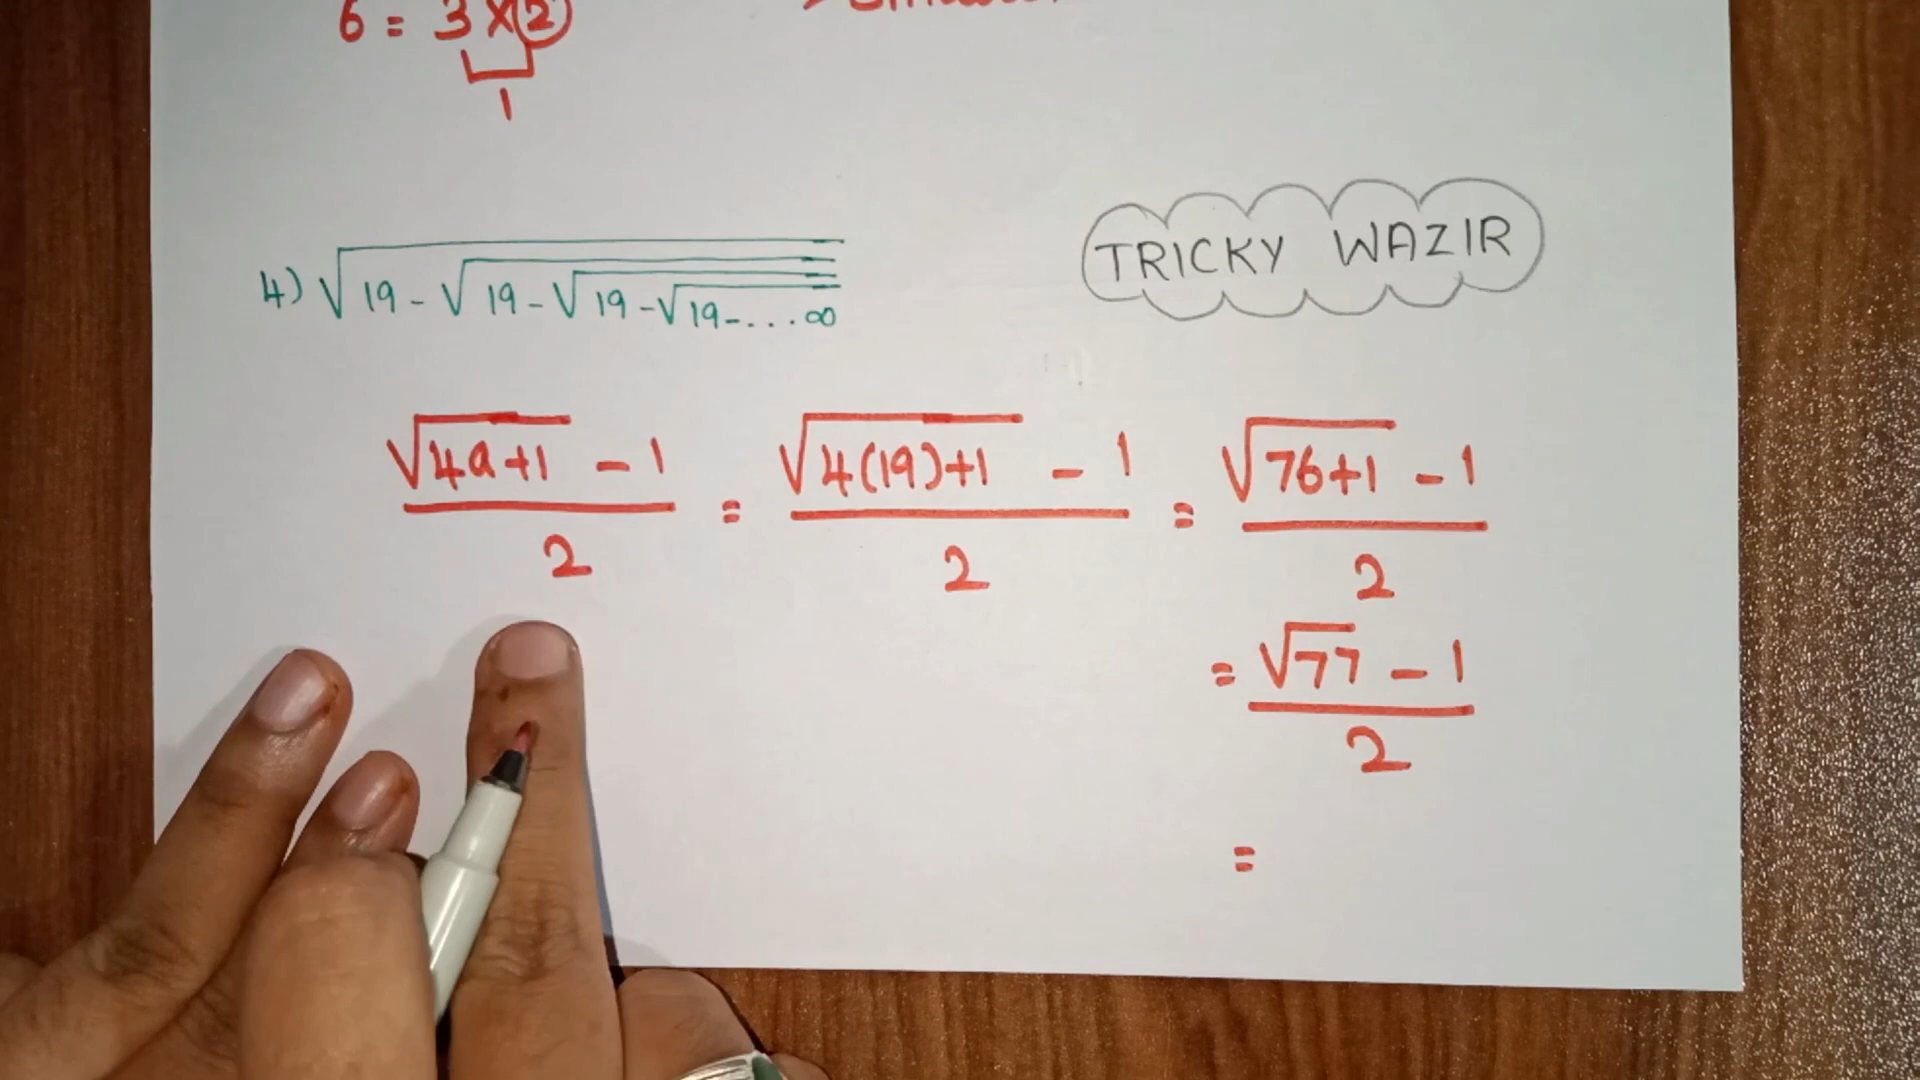 6 = 3 × 2
1
TRICKY WAZIR
4) √19 - √19 - √19 - √19 - ... ∞
√4a+1 - 1 / 2 = √4(19)+1 - 1 / 2 = √76+1 - 1 / 2
= √77 - 1 / 2
=